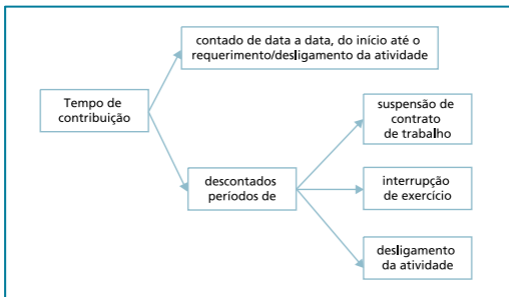 contado de data a data, do início até o
requerimento/desligamento da atividade
Tempo de
contribuição
descontados
períodos de
suspensão de
contrato
de trabalho
interrupção
de exercício
desligamento
da atividade